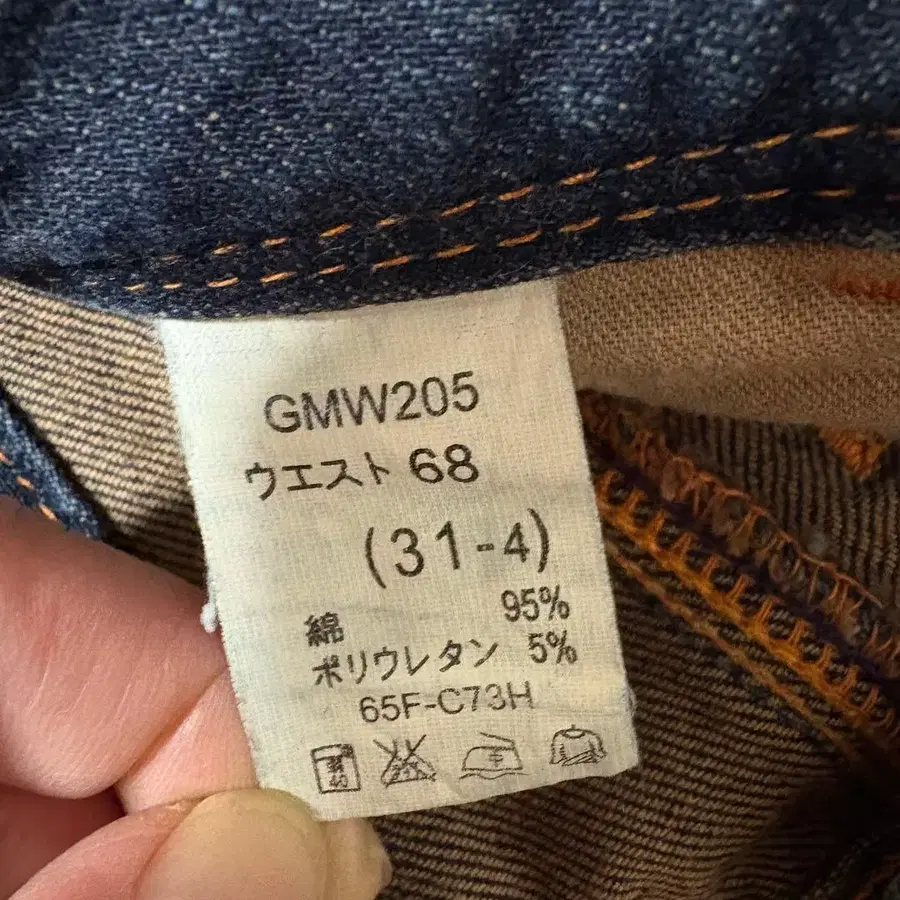 GMW205
ウエスト 68
(31-4)
綿 95%
ポリウレタン 5%
65F-C73H
40